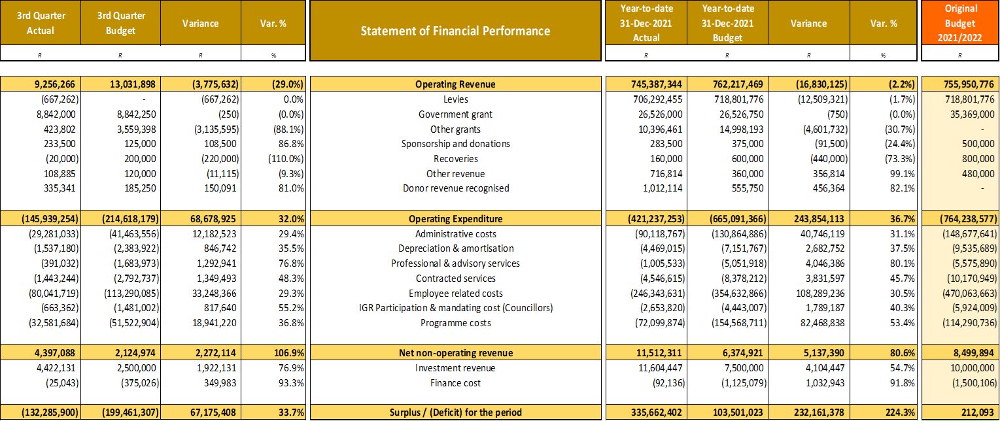 3rd Quarter Actual 3rd Quarter Budget Variance Var. % Statement of Financial Performance Year-to-date 31-Dec-2021 Actual Year-to-date 31-Dec-2021 Budget Variance Var. % Original Budget 2021/2022
R R R % R R R % R
9,256,266 13,031,898 (3,775,632) (29.0%) Operating Revenue 745,387,344 762,217,469 (16,830,125) (2.2%) 755,950,776
(667,262) - (667,262) 0.0% Levies 706,292,455 718,801,776 (12,509,321) (1.7%) 718,801,776
8,842,000 8,842,250 (250) (0.0%) Government grant 26,526,000 26,526,750 (750) (0.0%) 35,369,000
423,802 3,559,398 (3,135,595) (88.1%) Other grants 10,396,461 14,998,193 (4,601,732) (30.7%) -
233,500 125,000 108,500 86.8% Sponsorship and donations 283,500 375,000 (91,500) (24.4%) 500,000
(20,000) 200,000 (220,000) (110.0%) Recoveries 160,000 600,000 (440,000) (73.3%) 800,000
108,885 120,000 (11,115) (9.3%) Other revenue 716,814 360,000 356,814 99.1% 480,000
335,341 185,250 150,091 81.0% Donor revenue recognised 1,012,114 555,750 456,364 82.1% -
(145,939,254) (214,618,179) 68,678,925 32.0% Operating Expenditure (421,237,253) (665,091,366) 243,854,113 36.7% (764,238,577)
(29,281,033) (41,463,556) 12,182,523 29.4% Administrative costs (90,118,767) (130,864,886) 40,746,119 31.1% (148,677,641)
(1,537,180) (2,383,922) 846,742 35.5% Depreciation & amortisation (4,469,015) (7,151,767) 2,682,752 37.5% (9,535,689)
(391,032) (1,683,973) 1,292,941 76.8% Professional & advisory services (1,005,533) (5,051,918) 4,046,386 80.1% (5,575,890)
(1,443,244) (2,792,737) 1,349,493 48.3% Contracted services (4,546,615) (8,378,212) 3,831,597 45.7% (10,170,949)
(80,041,719) (113,290,085) 33,248,366 29.3% Employee related costs (246,343,631) (354,632,866) 108,289,236 30.5% (470,063,663)
(663,362) (1,481,002) 817,640 55.2% IGR Participation & mandating cost (Councillors) (2,653,820) (4,443,007) 1,789,187 40.3% (5,924,009)
(32,581,684) (51,522,904) 18,941,220 36.8% Programme costs (72,099,874) (154,568,711) 82,468,838 53.4% (114,290,736)
4,397,088 2,124,974 2,272,114 106.9% Net non-operating revenue 11,512,311 6,374,921 5,137,390 80.6% 8,499,894
4,422,131 2,500,000 1,922,131 76.9% Investment revenue 11,604,447 7,500,000 4,104,447 54.7% 10,000,000
(25,043) (375,026) 349,983 93.3% Finance cost (92,136) (1,125,079) 1,032,943 91.8% (1,500,106)
(132,285,900) (199,461,307) 67,175,408 33.7% Surplus / (Deficit) for the period 335,662,402 103,501,023 232,161,378 224.3% 212,093